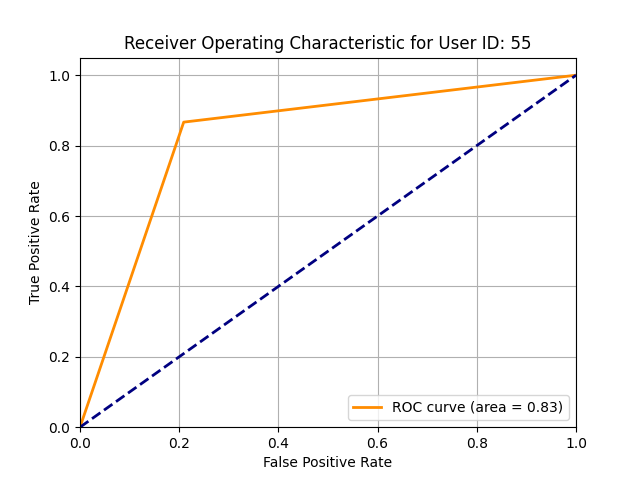 Receiver Operating Characteristic for User ID: 55
True Positive Rate
1.0
0.8
0.6
0.4
0.2
0.0
ROC curve (area = 0.83)
0.0 0.2 0.4 0.6 0.8 1.0
False Positive Rate